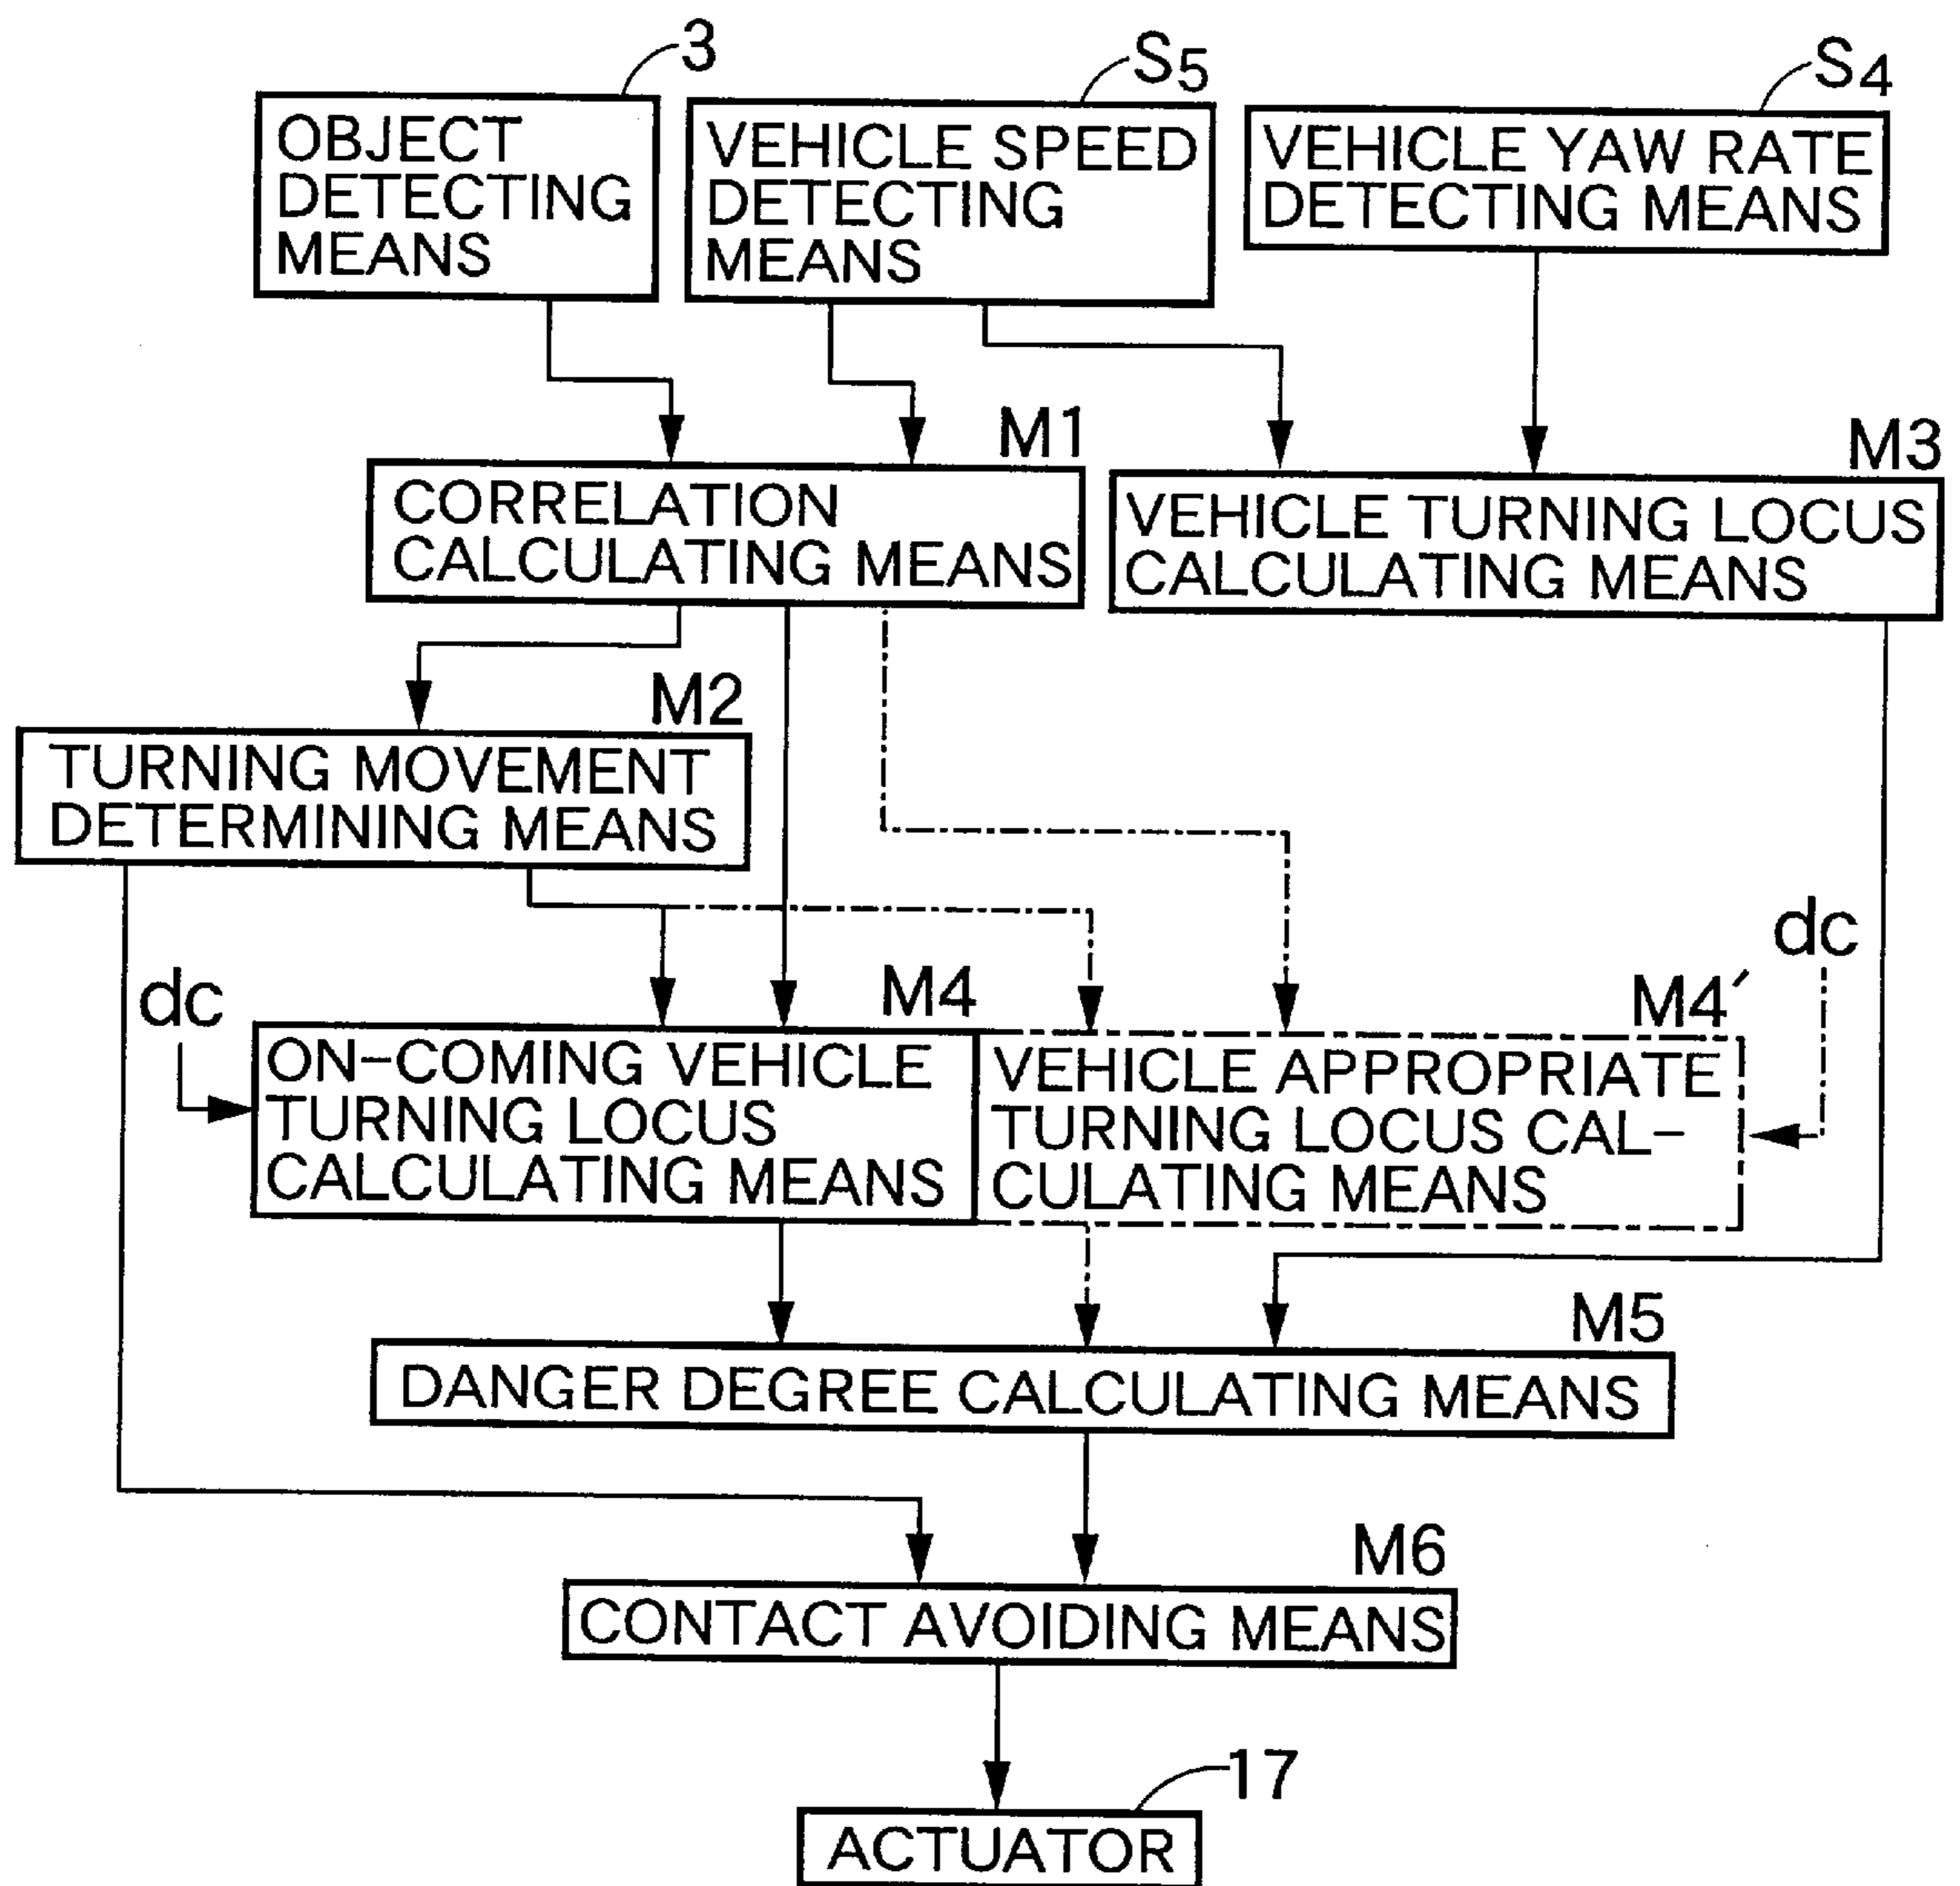 3
S5
S4
OBJECT
DETECTING
MEANS
VEHICLE SPEED
DETECTING
MEANS
VEHICLE YAW RATE
DETECTING MEANS
M1
M3
CORRELATION
CALCULATING MEANS
VEHICLE TURNING LOCUS
CALCULATING MEANS
M2
TURNING MOVEMENT
DETERMINING MEANS
dc
dc
M4
M4′
ON-COMING VEHICLE
TURNING LOCUS
CALCULATING MEANS
VEHICLE APPROPRIATE
TURNING LOCUS CAL-
CULATING MEANS
M5
DANGER DEGREE CALCULATING MEANS
M6
CONTACT AVOIDING MEANS
17
ACTUATOR